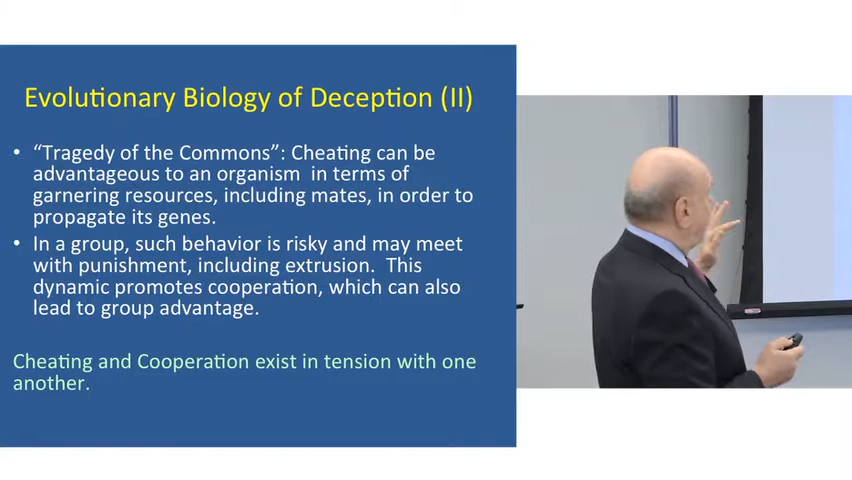 Evolutionary Biology of Deception (II)
• “Tragedy of the Commons”: Cheating can be
advantageous to an organism in terms of
garnering resources, including mates, in order to
propagate its genes.
• In a group, such behavior is risky and may meet
with punishment, including extrusion. This
dynamic promotes cooperation, which can also
lead to group advantage.
Cheating and Cooperation exist in tension with one
another.